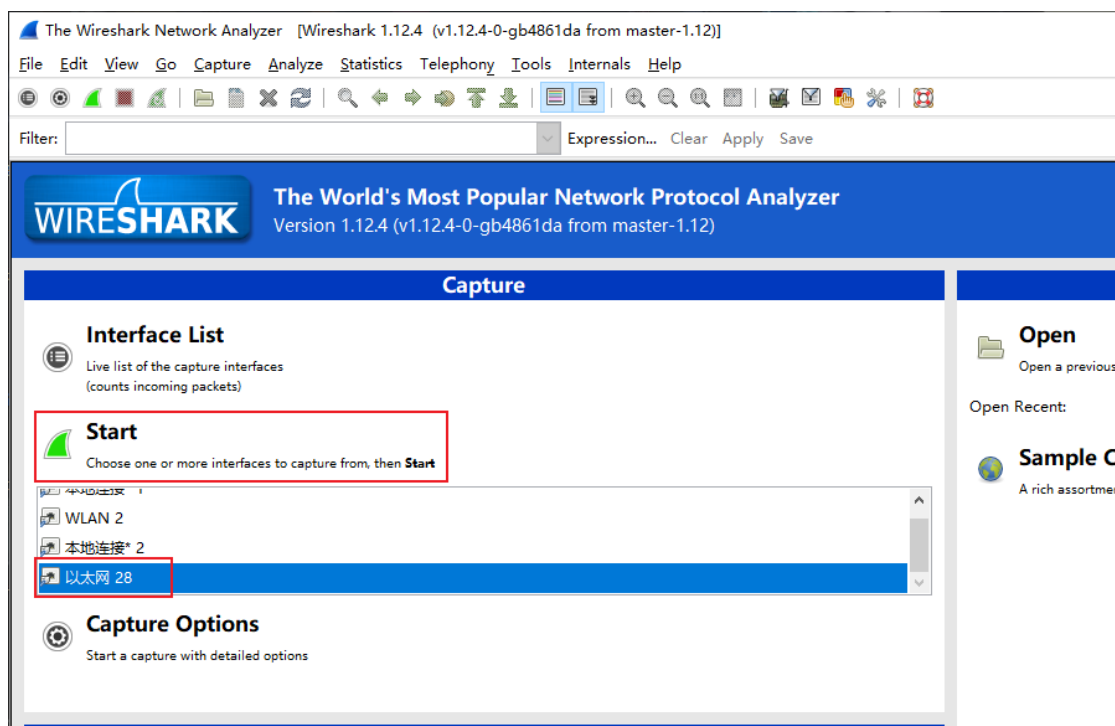 The Wireshark Network Analyzer [Wireshark 1.12.4 (v1.12.4-0-gb4861da from master-1.12)]
File Edit View Go Capture Analyze Statistics Telephony Tools Internals Help
Filter: Expression... Clear Apply Save
WIRESHARK
The World's Most Popular Network Protocol Analyzer
Version 1.12.4 (v1.12.4-0-gb4861da from master-1.12)
Capture
Interface List
Live list of the capture interfaces
(counts incoming packets)
Start
Choose one or more interfaces to capture from, then Start
WLAN 2
本地连接* 2
以太网 28
Capture Options
Start a capture with detailed options
Open
Open a previous
Open Recent:
Sample C
A rich assortme